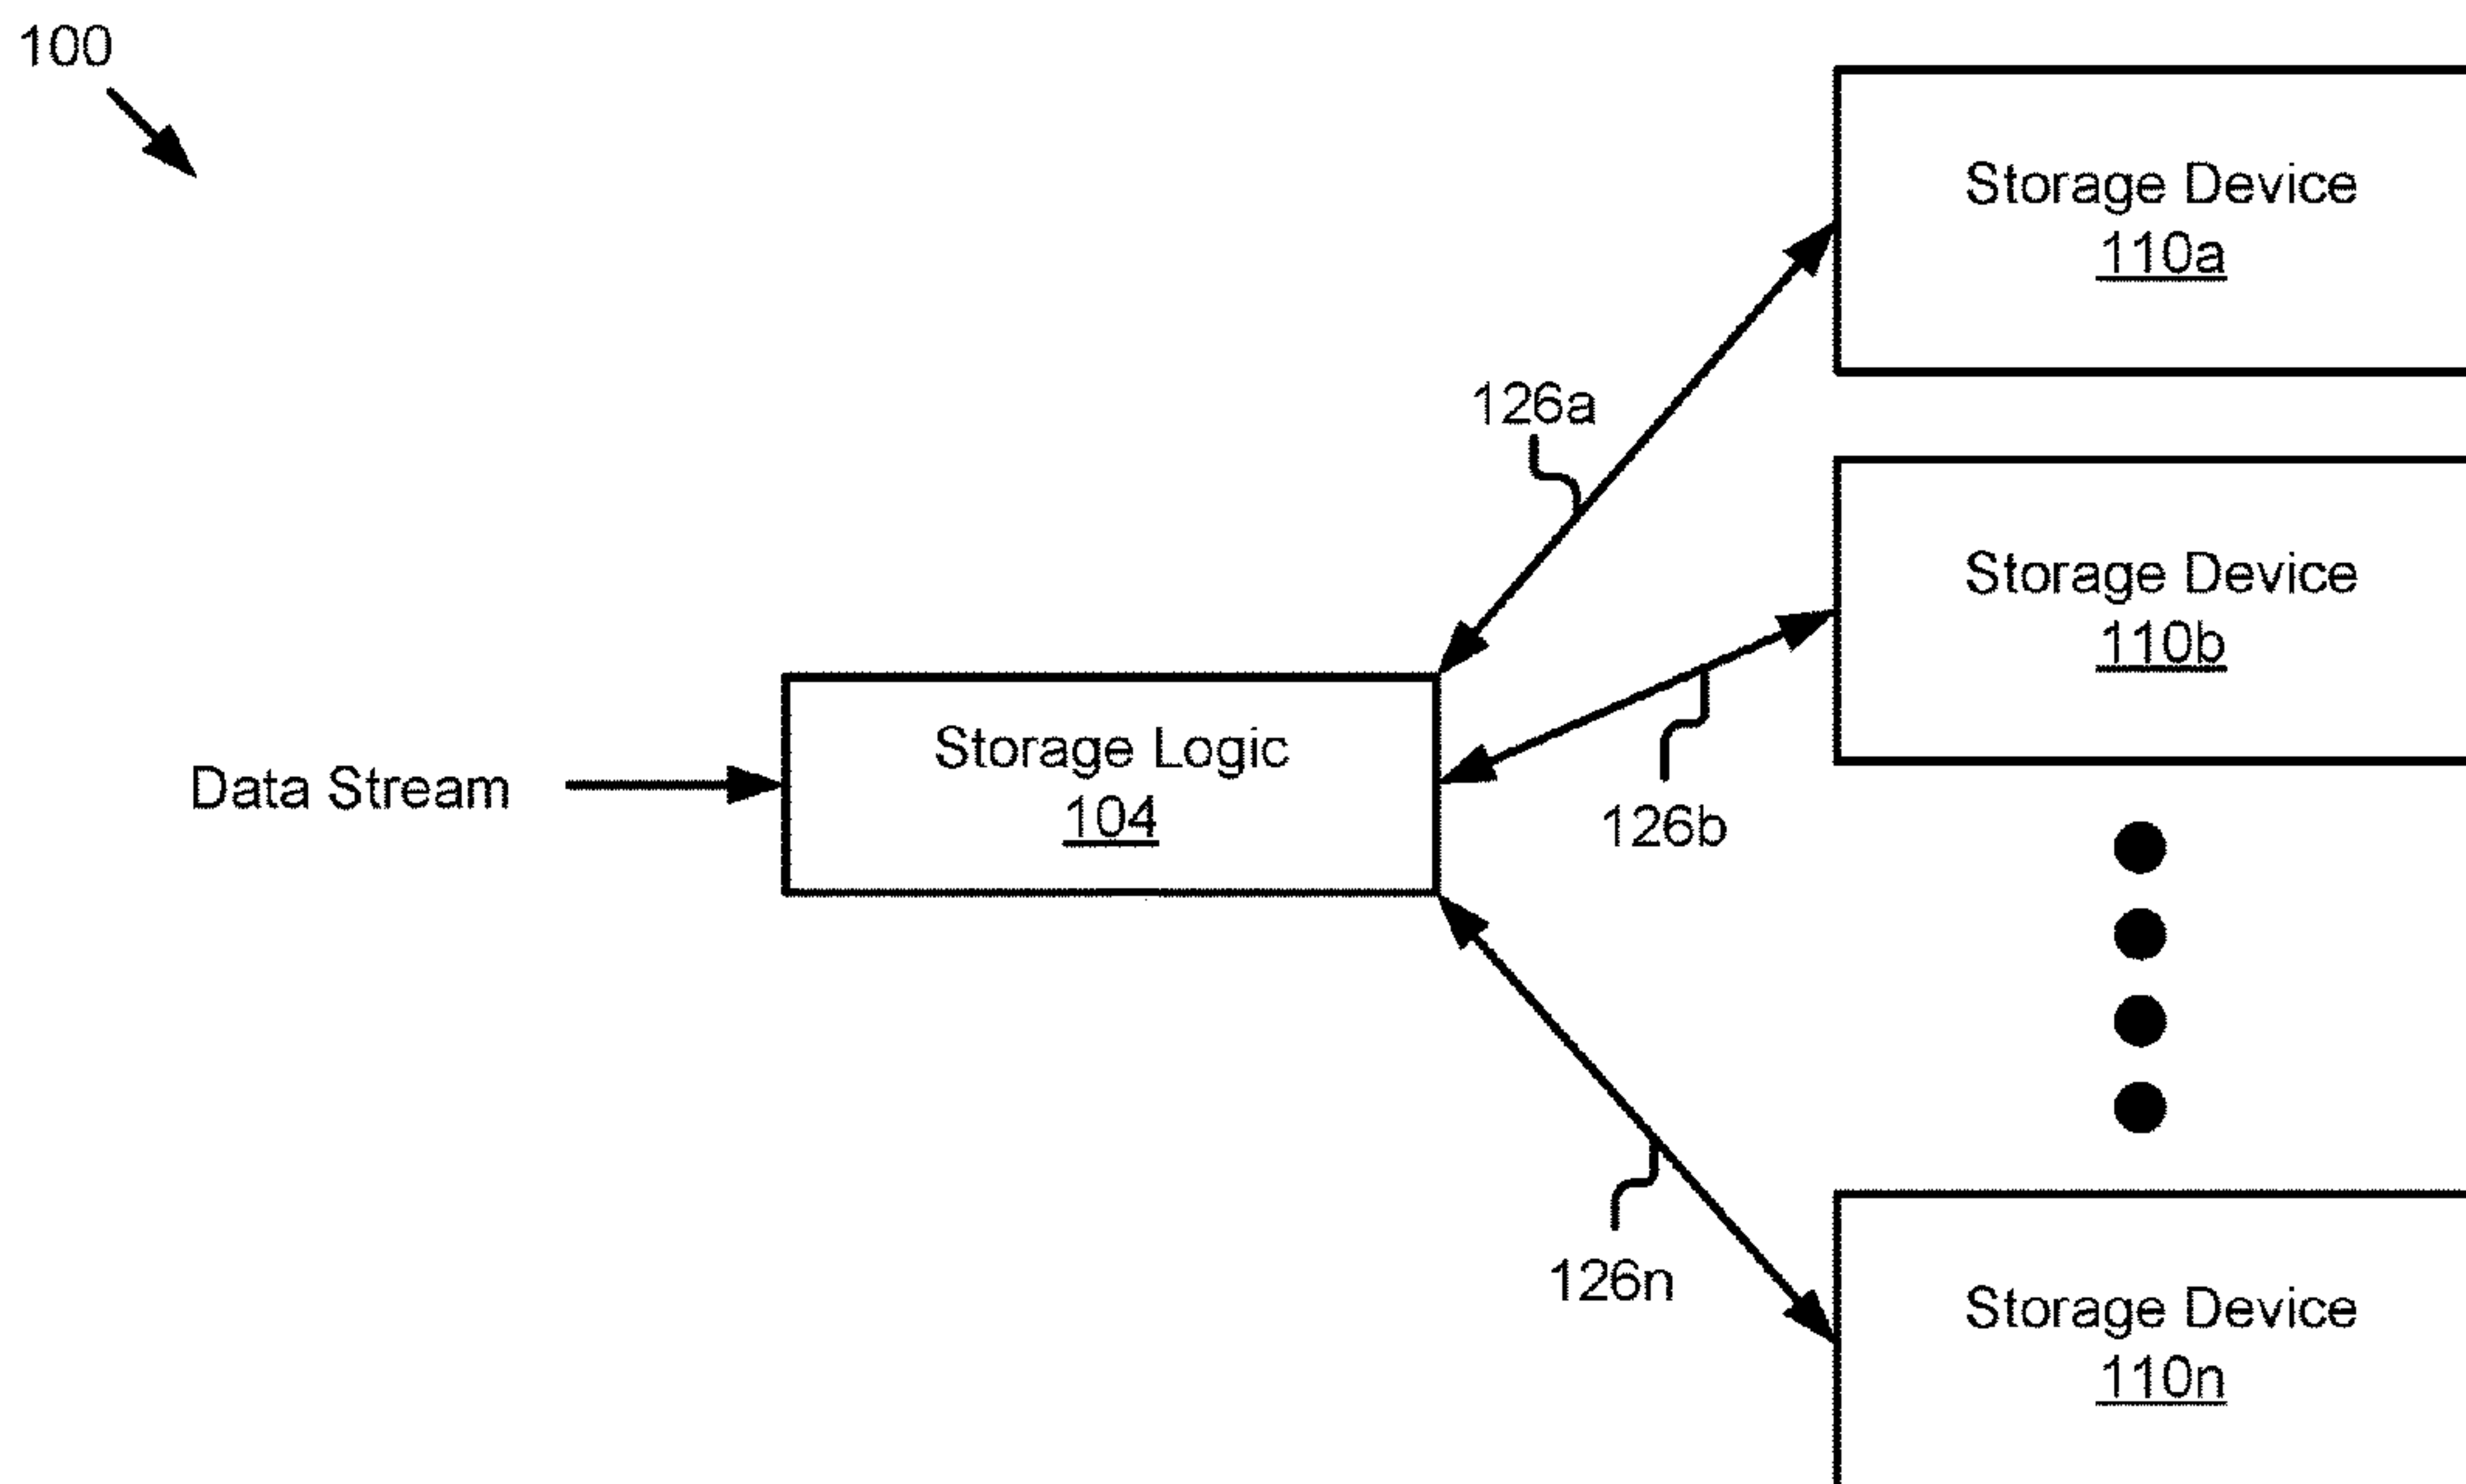 100
Storage Device
110a
126a
Storage Device
110b
Storage Logic
104
Data Stream
126b
126n
Storage Device
110n